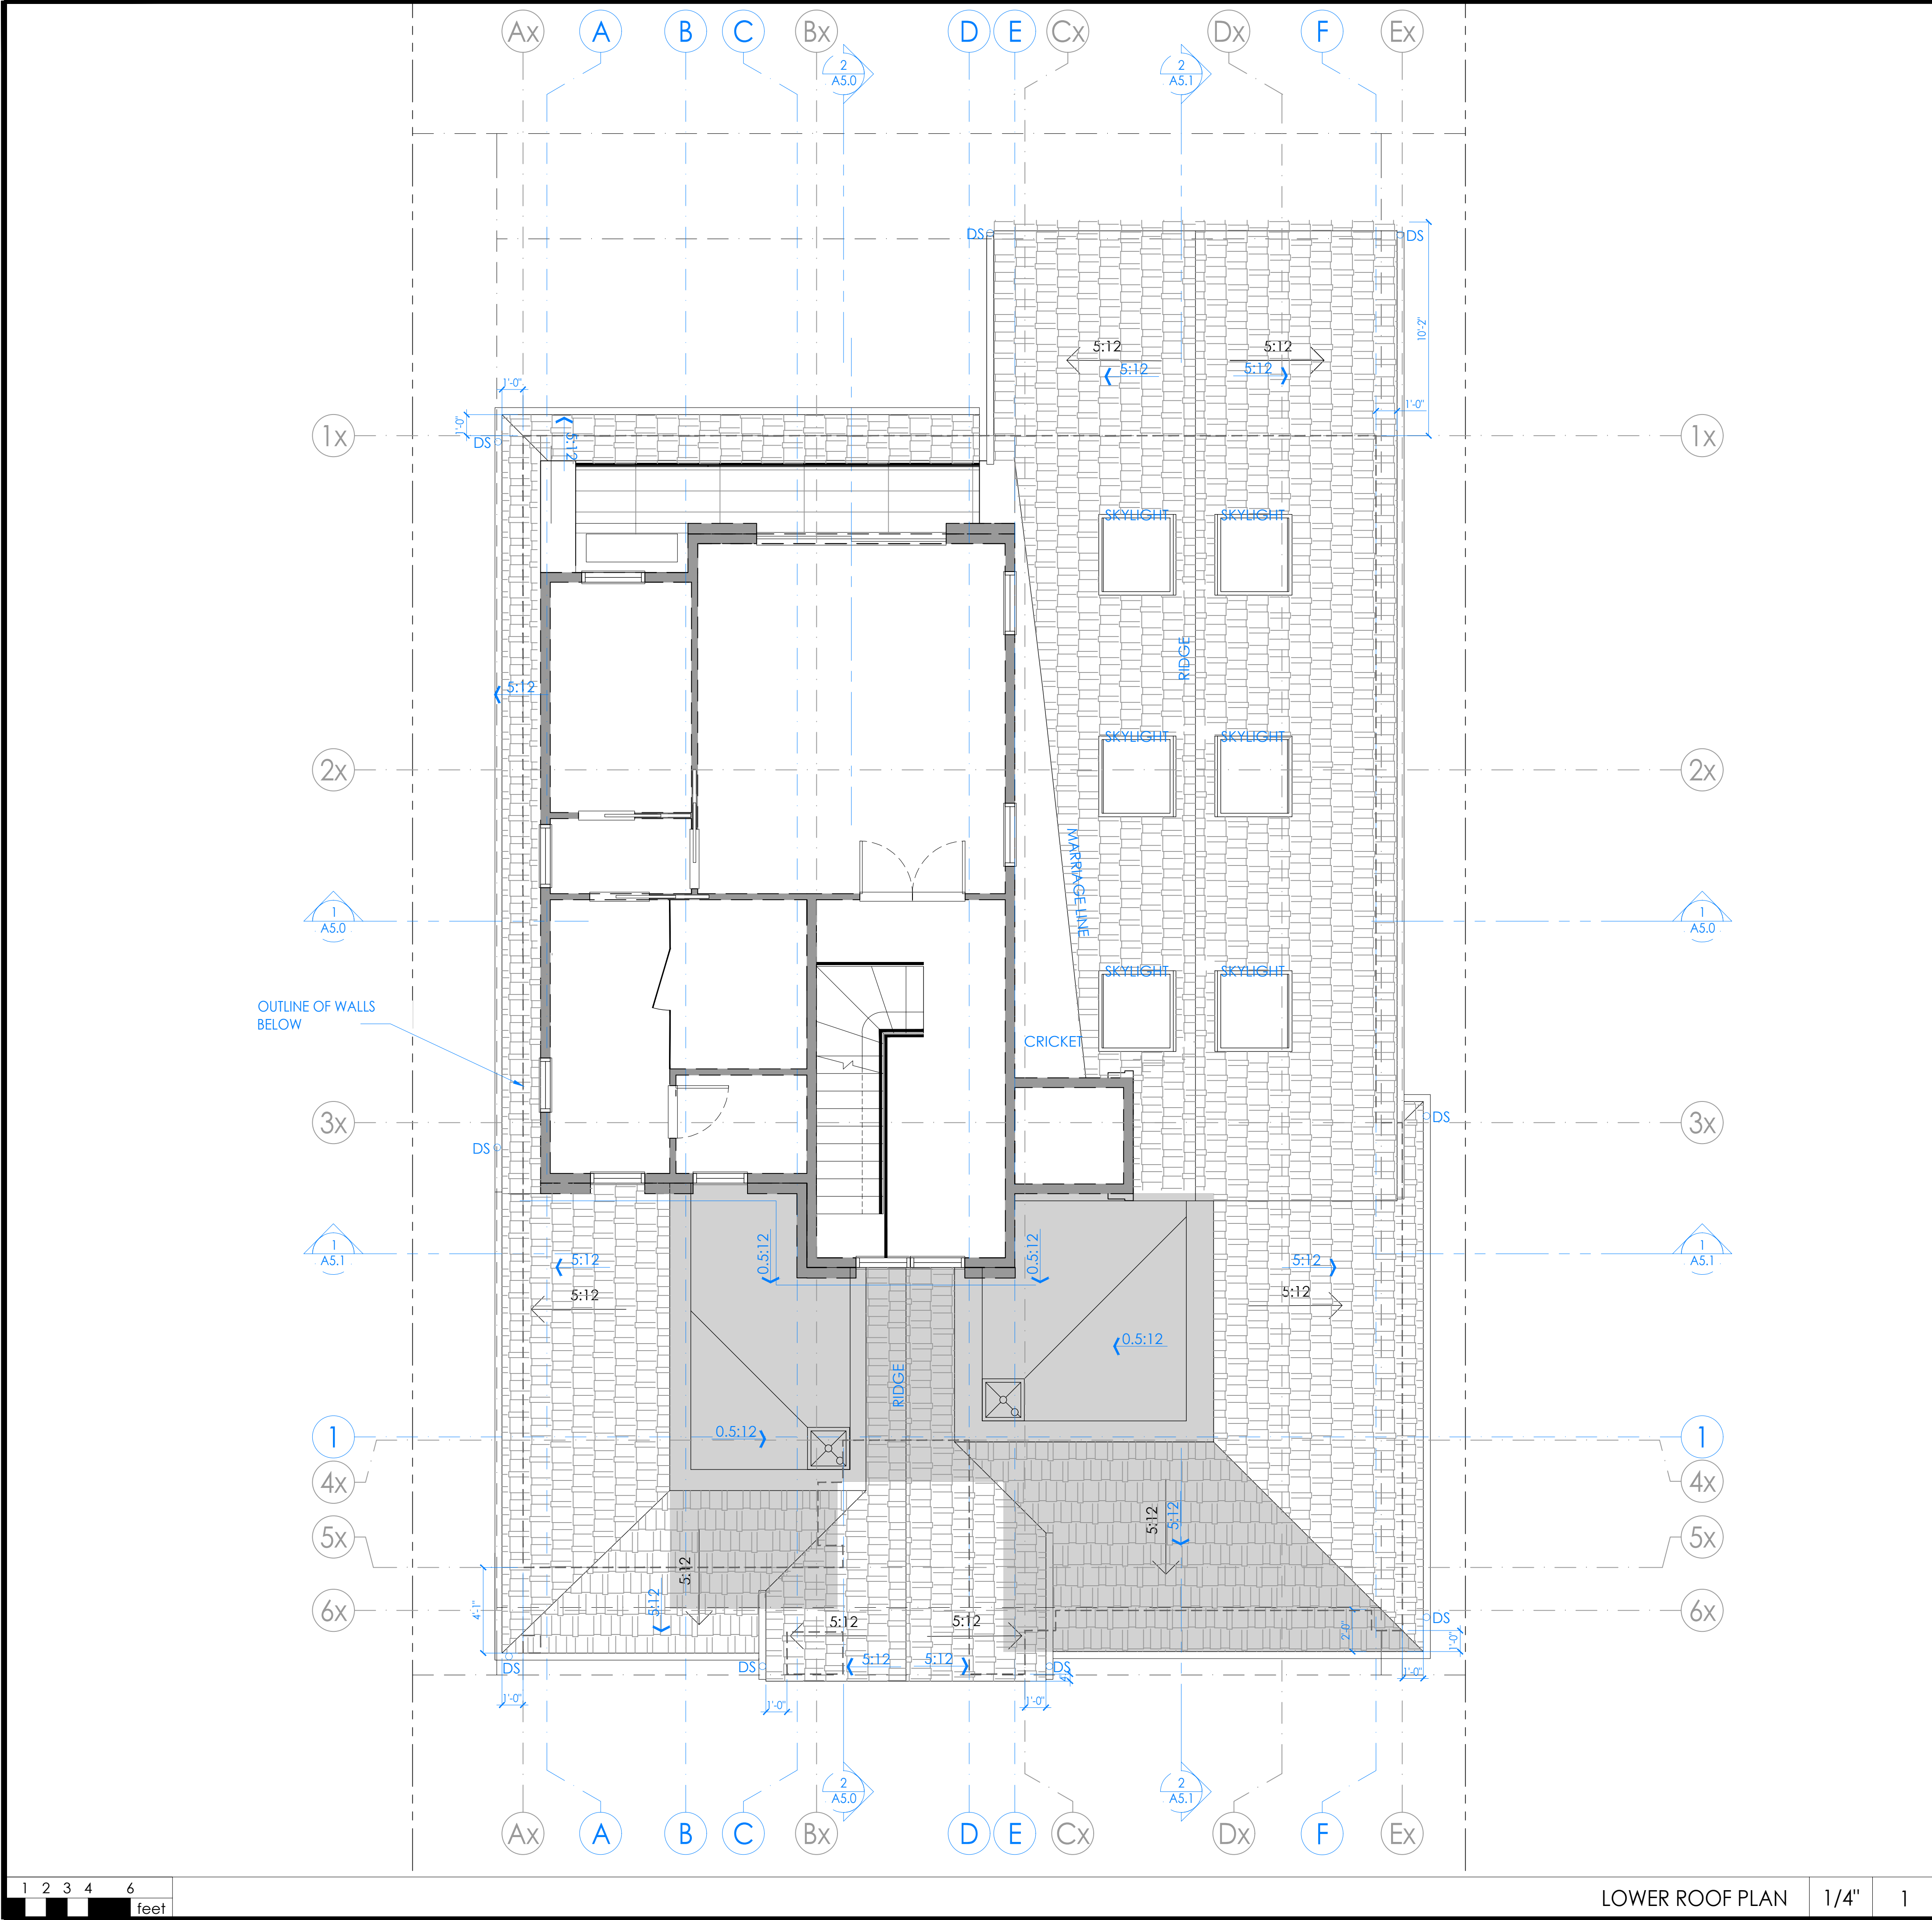 Ax A B C Bx D E Cx Dx F Ex
2
A5.0
2
A5.1
DS
DS
10'-2"
5:12
5:12
5:12
5:12
1'-0"
1'-0"
1'-0"
1x
DS
5:12
1x
SKYLIGHT
SKYLIGHT
RIDGE
5:12
SKYLIGHT
SKYLIGHT
2x
2x
MARRIAGE LINE
1
A5.0
1
A5.0
SKYLIGHT
SKYLIGHT
OUTLINE OF WALLS
BELOW
CRICKET
3x
DS
3x
DS
1
A5.1
0.5:12
0.5:12
1
A5.1
5:12
5:12
5:12
5:12
0.5:12
RIDGE
0.5:12
1
1
4x
4x
5:12
5:12
5x
5x
5:12
5:12
4'-1"
6x
6x
DS
5:12
5:12
2'-0"
1'-0"
5:12
5:12
DS
DS
DS
1'-0"
1'-0"
1'-0"
1'-0"
2
A5.0
2
A5.1
Ax A B C Bx D E Cx Dx F Ex
1 2 3 4 6
feet
LOWER ROOF PLAN 1/4" 1